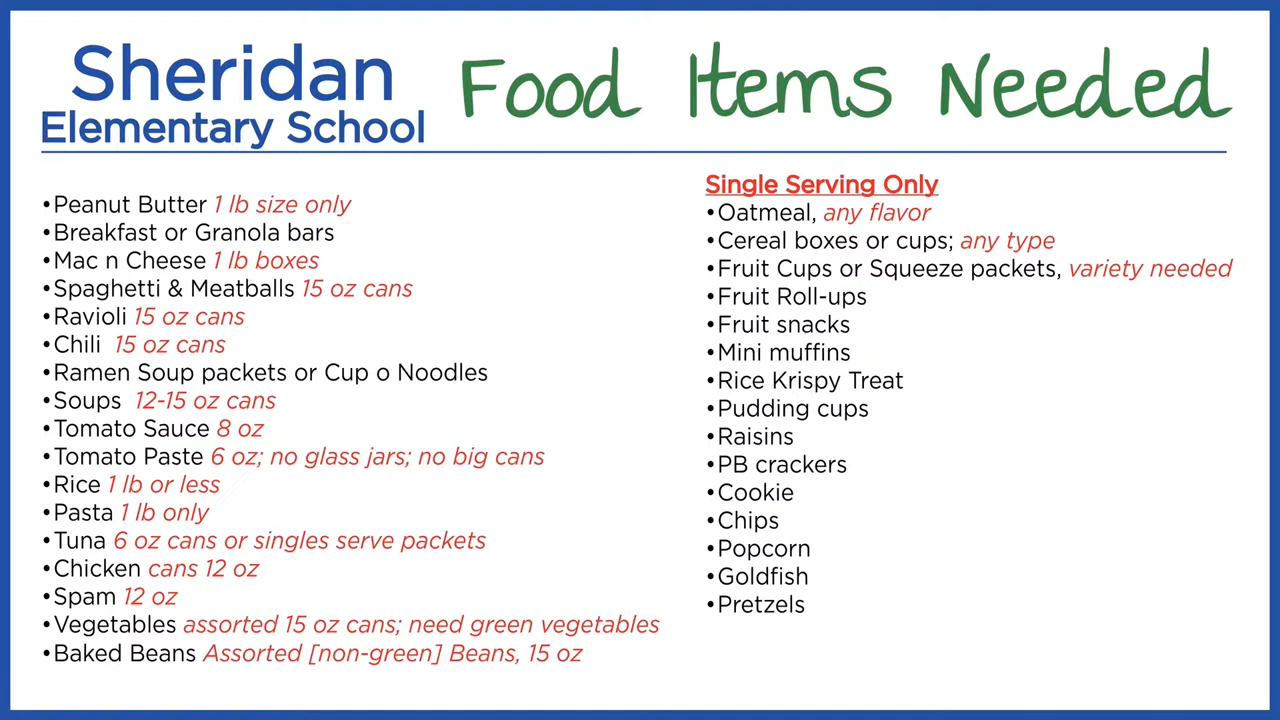 Sheridan
Elementary School
Food Items Needed
•Peanut Butter 1 lb size only
•Breakfast or Granola bars
•Mac n Cheese 1 lb boxes
•Spaghetti & Meatballs 15 oz cans
•Ravioli 15 oz cans
•Chili 15 oz cans
•Ramen Soup packets or Cup o Noodles
•Soups 12-15 oz cans
•Tomato Sauce 8 oz
•Tomato Paste 6 oz; no glass jars; no big cans
•Rice 1 lb or less
•Pasta 1 lb only
•Tuna 6 oz cans or singles serve packets
•Chicken cans 12 oz
•Spam 12 oz
•Vegetables assorted 15 oz cans; need green vegetables
•Baked Beans Assorted [non-green] Beans, 15 oz
Single Serving Only
•Oatmeal, any flavor
•Cereal boxes or cups; any type
•Fruit Cups or Squeeze packets, variety needed
•Fruit Roll-ups
•Fruit snacks
•Mini muffins
•Rice Krispy Treat
•Pudding cups
•Raisins
•PB crackers
•Cookie
•Chips
•Popcorn
•Goldfish
•Pretzels